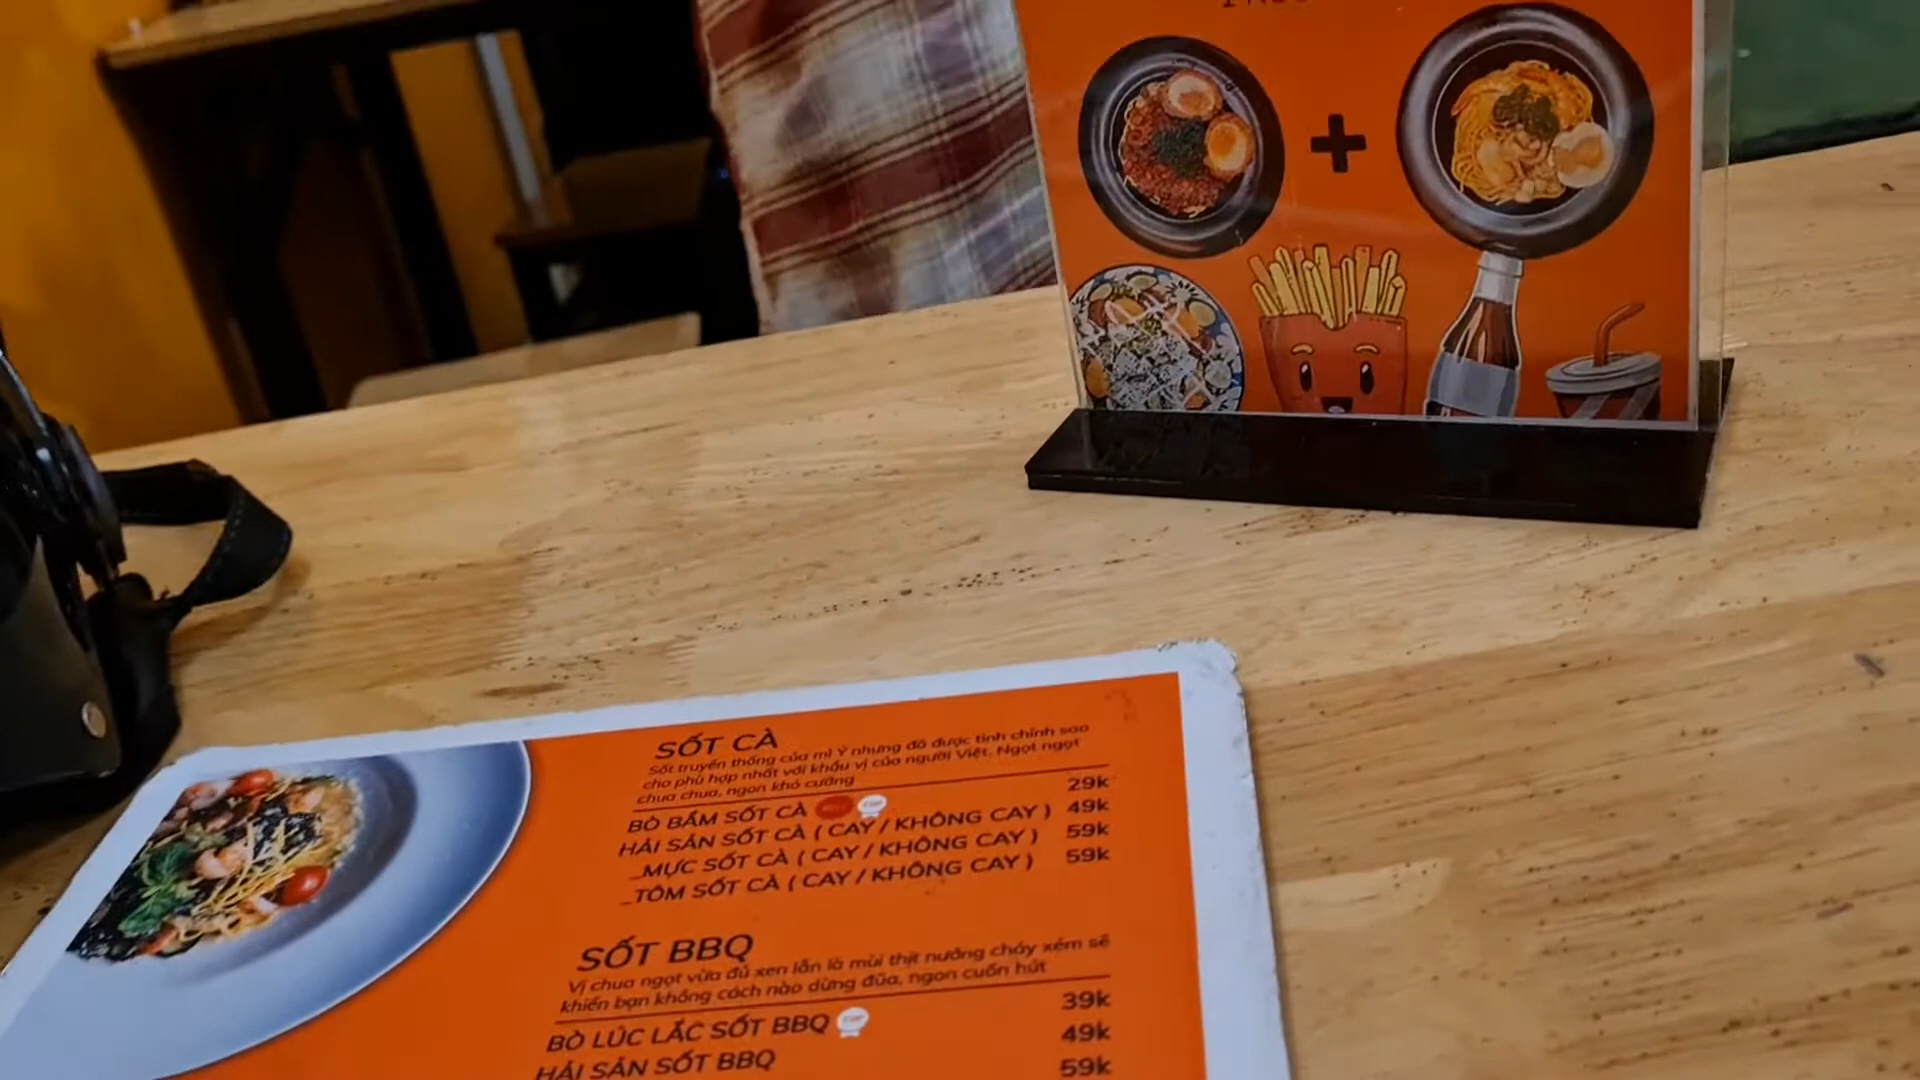 SỐT CÀ
Sốt truyền thống của mì Ý nhưng đã được tinh chỉnh sao
cho phù hợp nhất với khẩu vị của người Việt. Ngọt ngọt
chua chua, ngon khó cưỡng
BÒ BẰM SỐT CÀ 29k
HẢI SẢN SỐT CÀ ( CAY / KHÔNG CAY ) 49k
_MỰC SỐT CÀ ( CAY / KHÔNG CAY ) 59k
_TÔM SỐT CÀ ( CAY / KHÔNG CAY ) 59k
SỐT BBQ
Vị chua ngọt vừa đủ xen lẫn là mùi thịt nướng cháy xém sẽ
khiến bạn không cách nào dừng đũa, ngon cuốn hút
BÒ LÚC LẮC SỐT BBQ 39k
HẢI SẢN SỐT BBQ 49k
59k